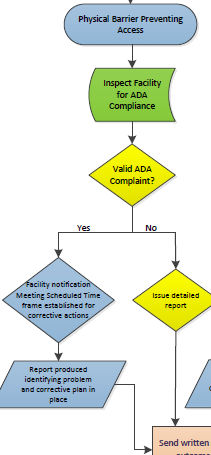 Physical Barrier Preventing
Access
Inspect Facility
for ADA
Compliance
Valid ADA
Complaint?
Yes
No
Facility notification
Meeting Scheduled Time
frame established for
corrective actions
Issue detailed
report
Report produced
identifying problem
and corrective plan in
place
Send written